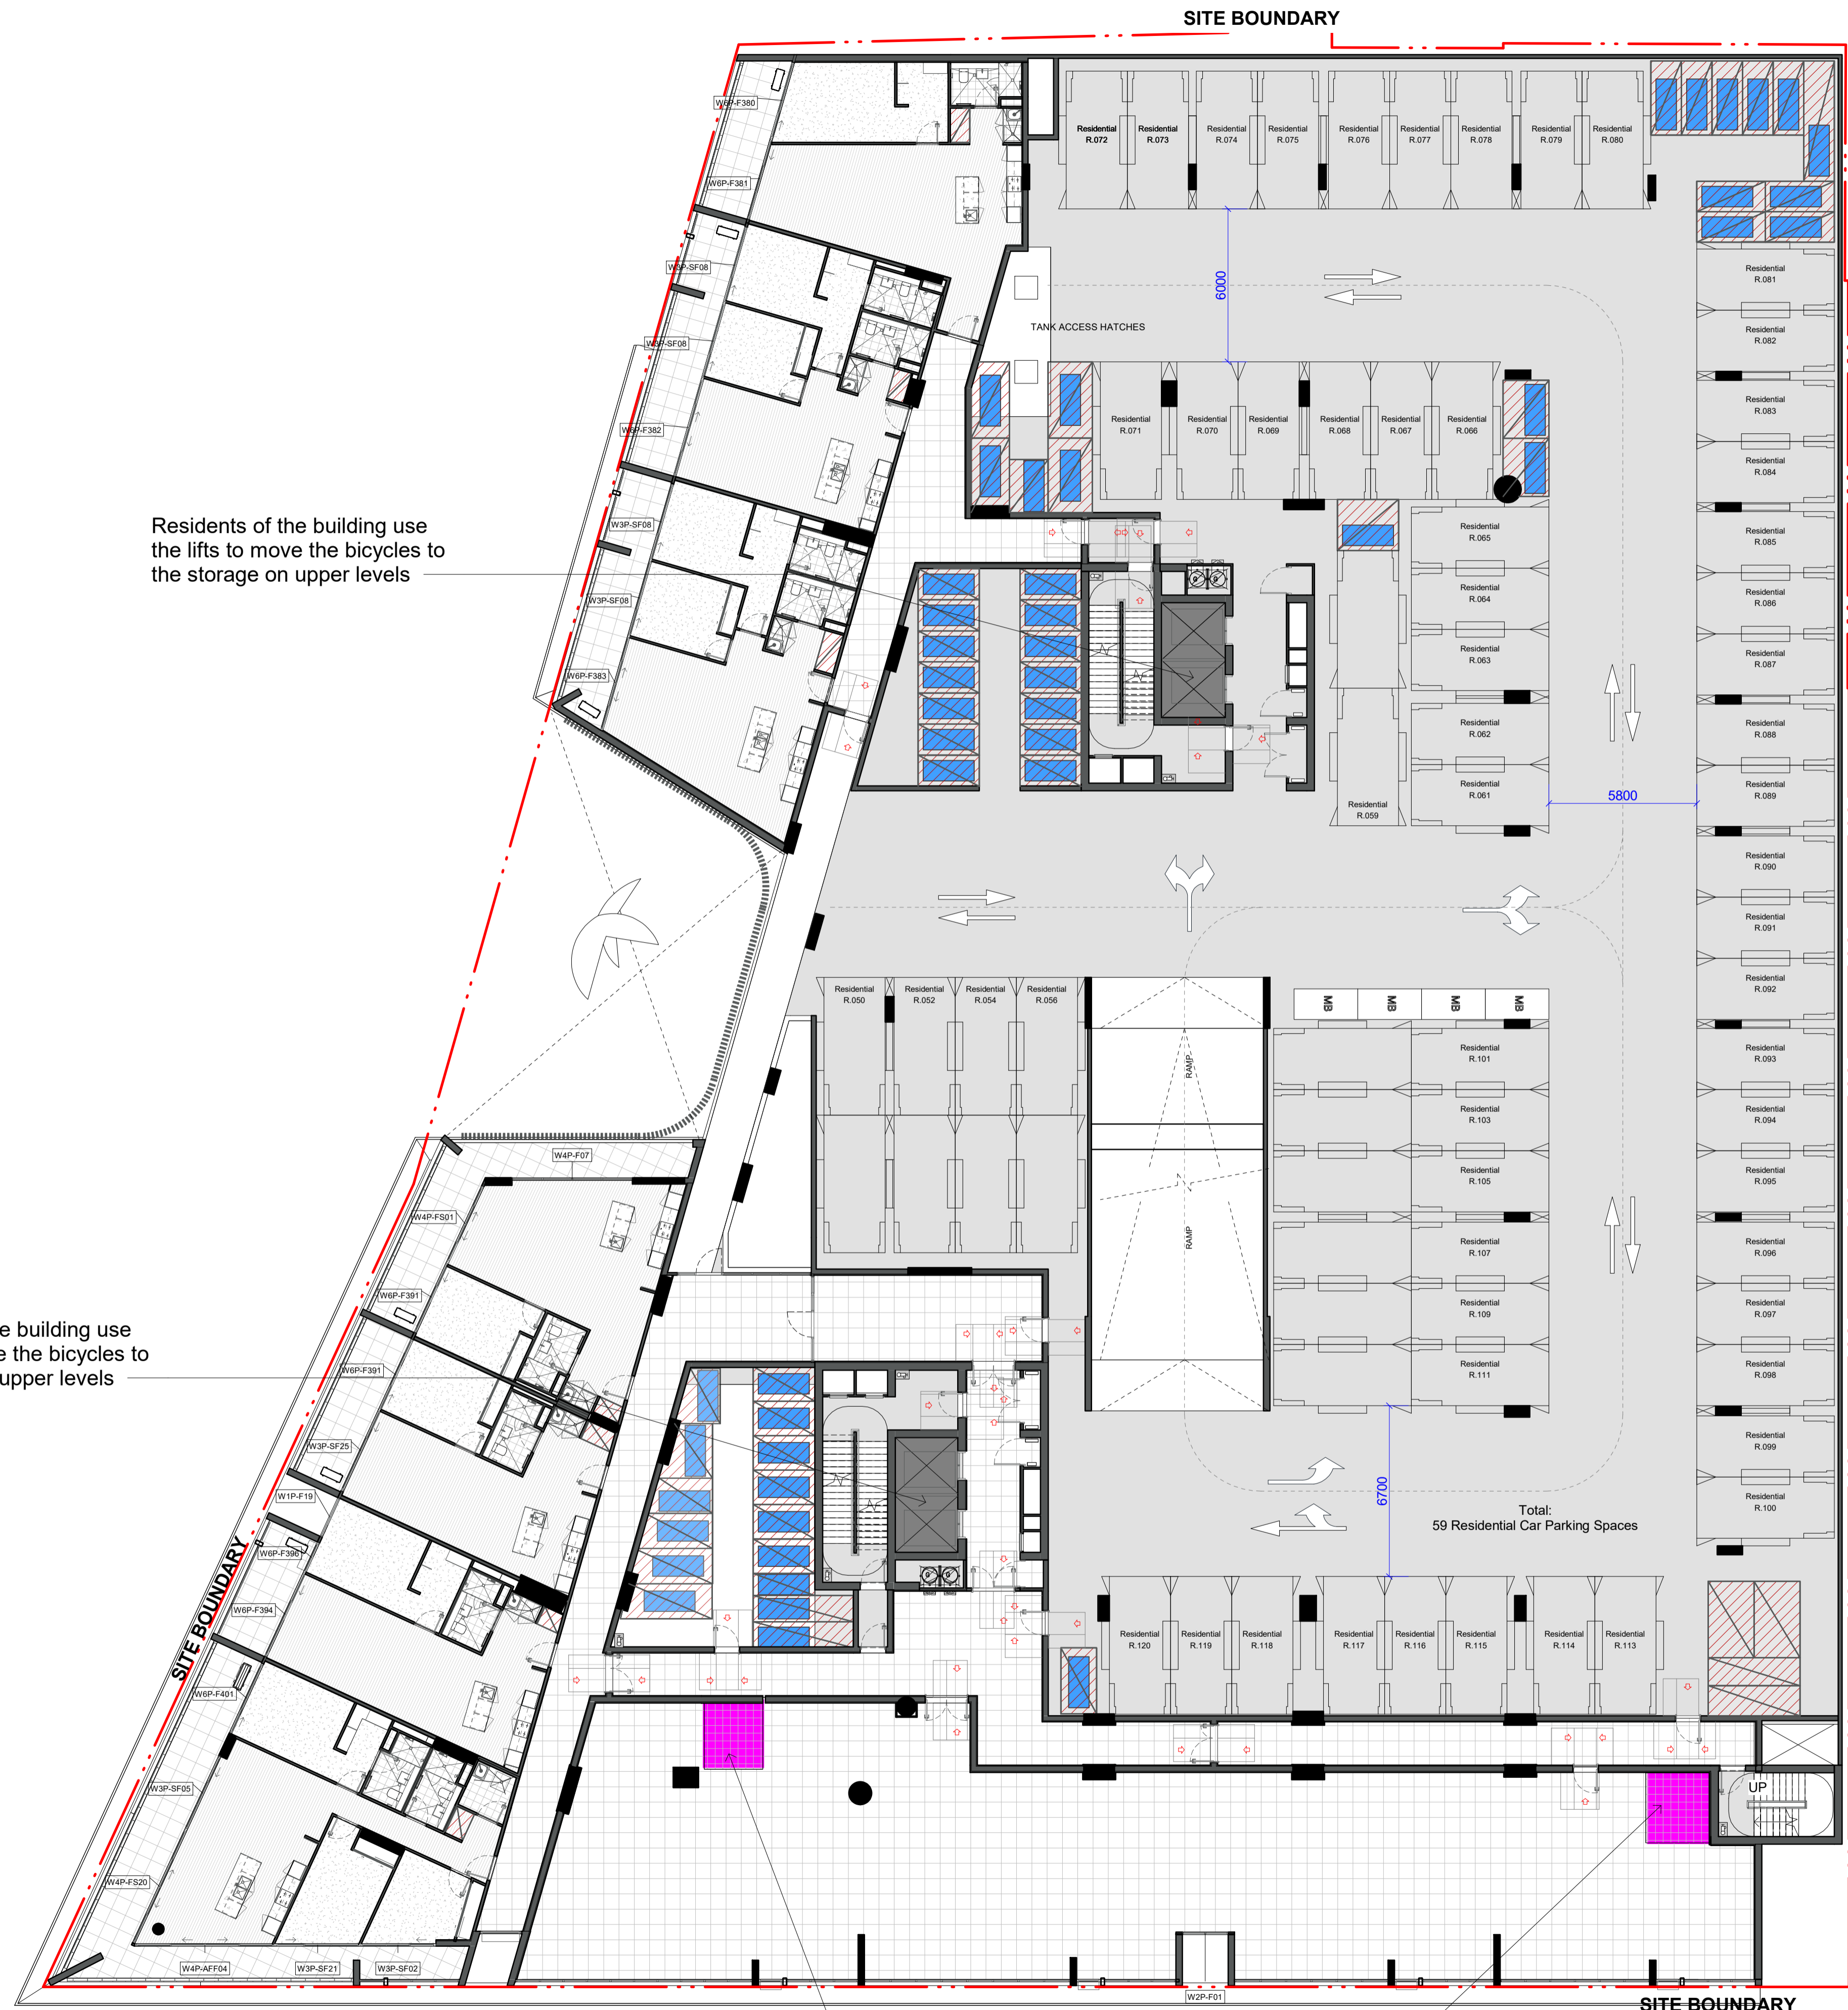 SITE BOUNDARY
W6P-F380
W6P-F381
W3P-SF08
W3P-SF08
W6P-F382
W3P-SF08
W3P-SF08
W6P-F383
Residents of the building use
the lifts to move the bicycles to
the storage on upper levels
Residential
R.072
Residential
R.073
Residential
R.074
Residential
R.075
Residential
R.076
Residential
R.077
Residential
R.078
Residential
R.079
Residential
R.080
6000
TANK ACCESS HATCHES
Residential
R.071
Residential
R.070
Residential
R.069
Residential
R.068
Residential
R.067
Residential
R.066
Residential
R.065
Residential
R.064
Residential
R.063
Residential
R.062
Residential
R.061
Residential
R.059
5800
Residential
R.081
Residential
R.082
Residential
R.083
Residential
R.084
Residential
R.085
Residential
R.086
Residential
R.087
Residential
R.088
Residential
R.089
Residential
R.090
Residential
R.091
Residential
R.092
Residential
R.093
Residential
R.094
Residential
R.095
Residential
R.096
Residential
R.097
Residential
R.098
Residential
R.099
Residential
R.100
Residential
R.050
Residential
R.052
Residential
R.054
Residential
R.056
RAMP
RAMP
MB
MB
MB
MB
Residential
R.101
Residential
R.103
Residential
R.105
Residential
R.107
Residential
R.109
Residential
R.111
6700
Total:
59 Residential Car Parking Spaces
Residential
R.120
Residential
R.119
Residential
R.118
Residential
R.117
Residential
R.116
Residential
R.115
Residential
R.114
Residential
R.113
UP
W4P-F07
W4P-FS01
W6P-F391
building use
the bicycles to
upper levels
W6P-F391
W3P-SF25
W1P-F19
W6P-F396
W6P-F394
SITE BOUNDARY
W6P-F401
W3P-SF05
W4P-FS20
W4P-AFF04
W3P-SF21
W3P-SF02
W2P-F01
SITE BOUNDARY